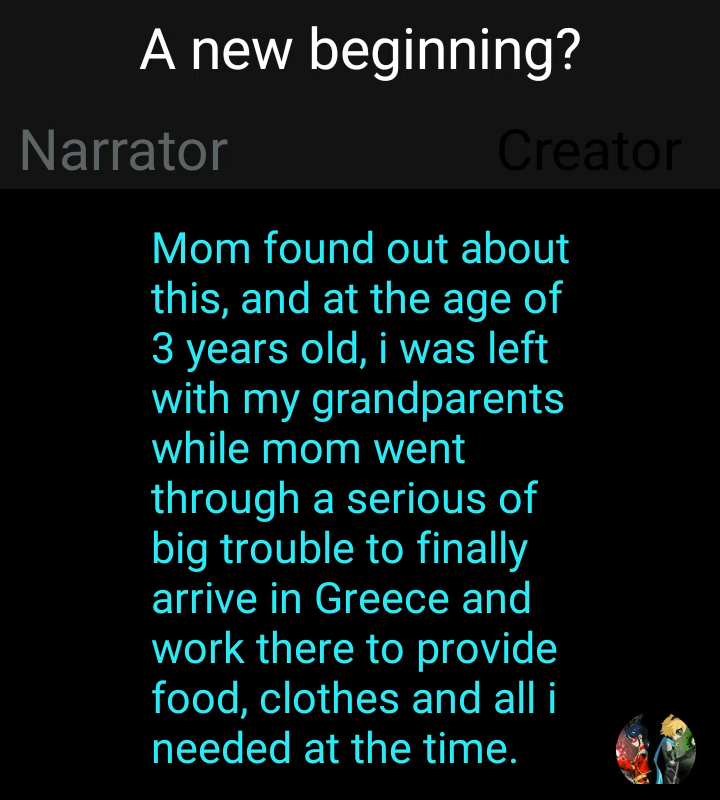 A new beginning?
Narrator
Creator
Mom found out about
this, and at the age of
3 years old, i was left
with my grandparents
while mom went
through a serious of
big trouble to finally
arrive in Greece and
work there to provide
food, clothes and all i
needed at the time.